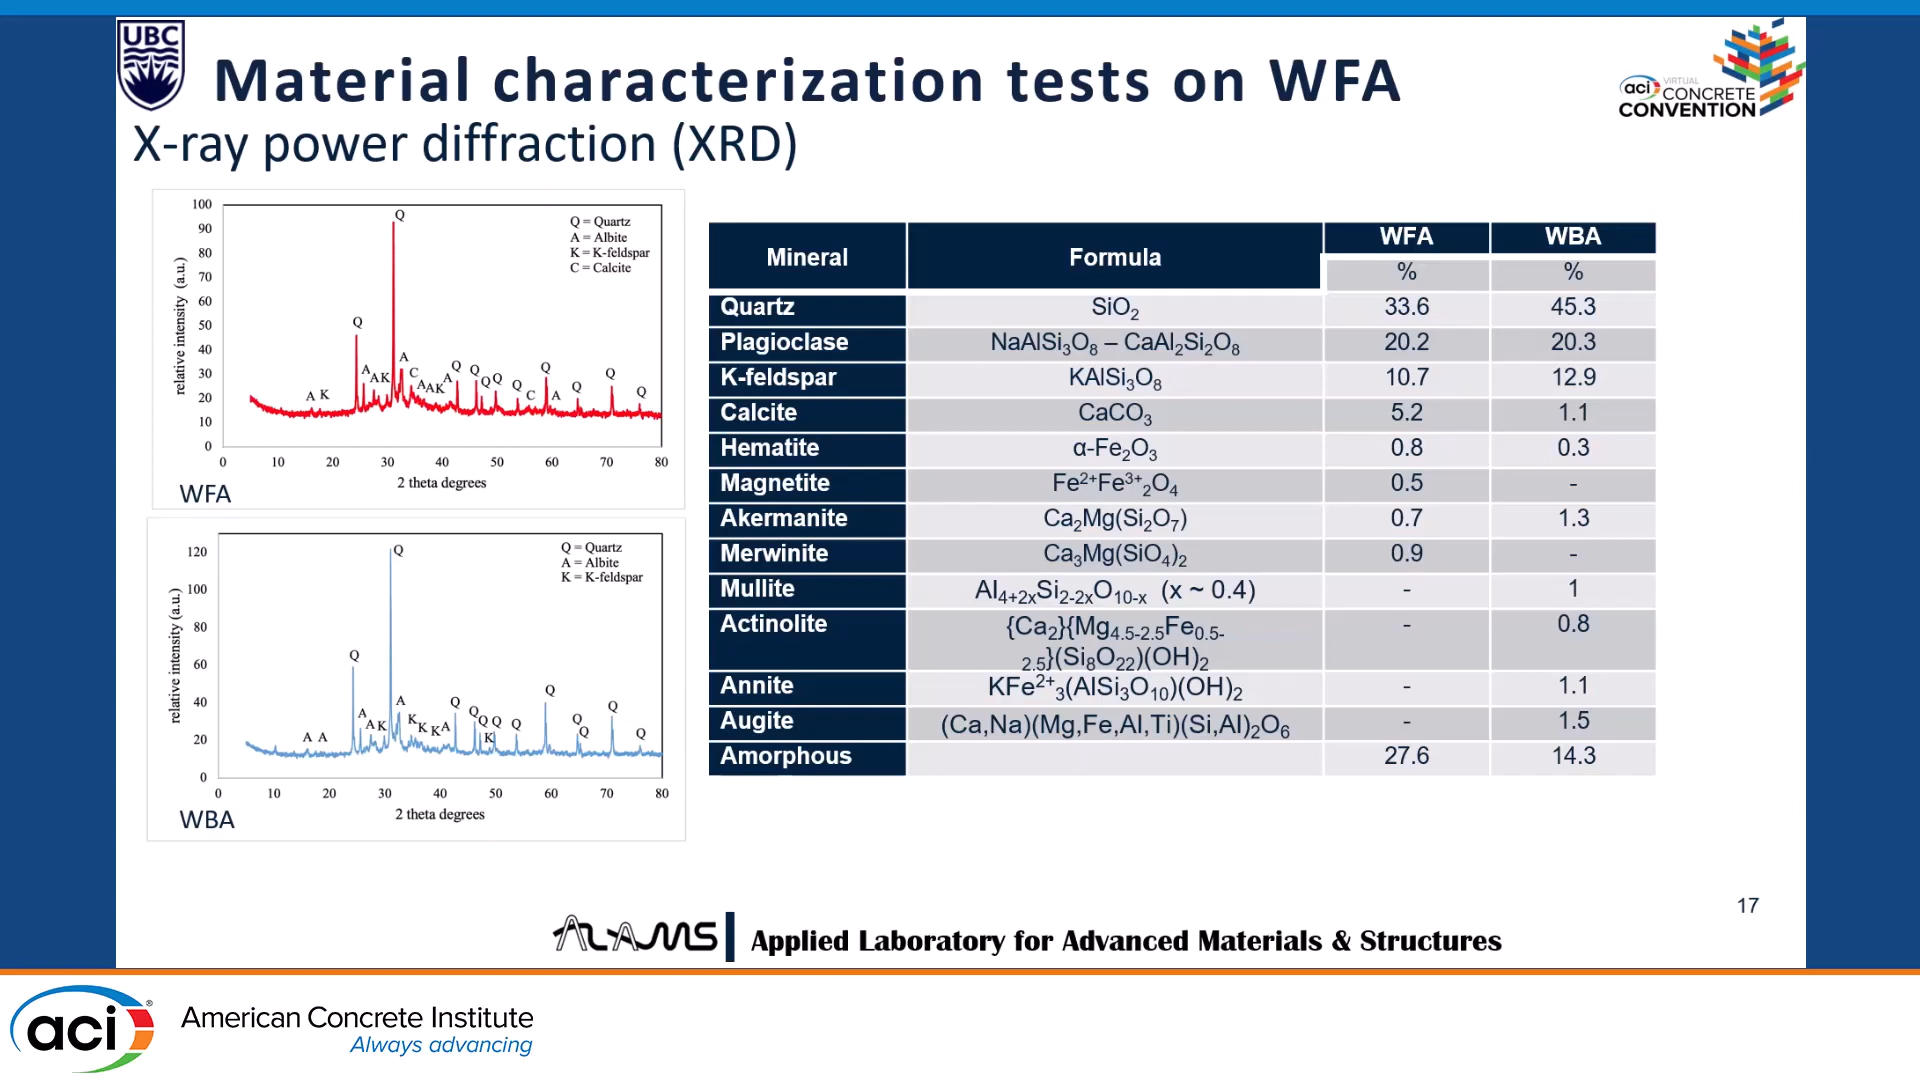 UBC
Material characterization tests on WFA
X-ray power diffraction (XRD)
aci VIRTUAL
CONCRETE
CONVENTION
100
90
80
70
60
50
40
30
20
10
0
relative intensity (a.u.)
Q = Quartz
A = Albite
K = K-feldspar
C = Calcite
Q
Q
A K
A
A K
A
C
A A K
A
Q
Q
Q Q
Q
C
Q
A
Q
Q
Q
0 10 20 30 40 50 60 70 80
2 theta degrees
WFA
120
100
80
60
40
20
0
relative intensity (a.u.)
Q = Quartz
A = Albite
K = K-feldspar
Q
Q
A A
A
A K
A
K
K
K A
Q
Q
Q Q
K
Q
Q
Q
Q
Q
Q
0 10 20 30 40 50 60 70 80
2 theta degrees
WBA
Mineral Formula WFA WBA
% %
Quartz SiO2 33.6 45.3
Plagioclase NaAlSi3O8 – CaAl2Si2O8 20.2 20.3
K-feldspar KAlSi3O8 10.7 12.9
Calcite CaCO3 5.2 1.1
Hematite α-Fe2O3 0.8 0.3
Magnetite Fe2+Fe3+2O4 0.5 -
Akermanite Ca2Mg(Si2O7) 0.7 1.3
Merwinite Ca3Mg(SiO4)2 0.9 -
Mullite Al4+2xSi2-2xO10-x (x ~ 0.4) - 1
Actinolite {Ca2}{Mg4.5-2.5Fe0.5- - 0.8
2.5}(Si8O22)(OH)2
Annite KFe2+3(AlSi3O10)(OH)2 - 1.1
Augite (Ca,Na)(Mg,Fe,Al,Ti)(Si,Al)2O6 - 1.5
Amorphous 27.6 14.3
17
ALAMS Applied Laboratory for Advanced Materials & Structures
aci® American Concrete Institute
Always advancing